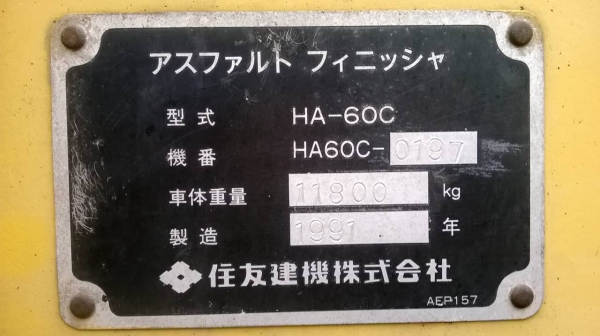 アスファルト フィニッシャ
型式 HA-60C
機番 HA60C-0197
車体重量 11800 kg
製造 1991 年
住友建機株式会社
AEP157